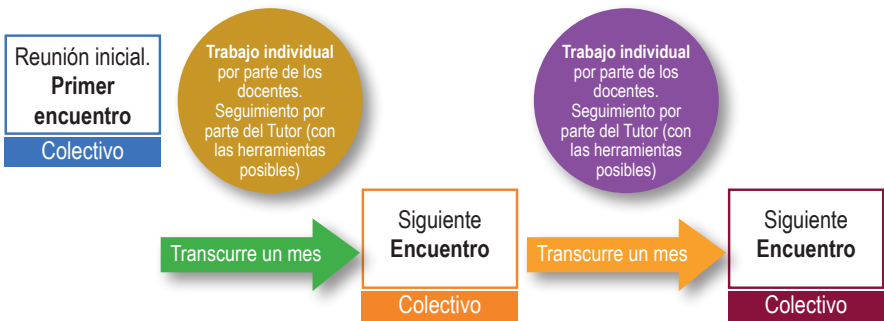 Reunión inicial.
Primer
encuentro
Colectivo
Trabajo individual
por parte de los
docentes.
Seguimiento por
parte del Tutor (con
las herramientas
posibles)
Trabajo individual
por parte de los
docentes.
Seguimiento por
parte del Tutor (con
las herramientas
posibles)
Transcurre un mes
Siguiente
Encuentro
Colectivo
Transcurre un mes
Siguiente
Encuentro
Colectivo